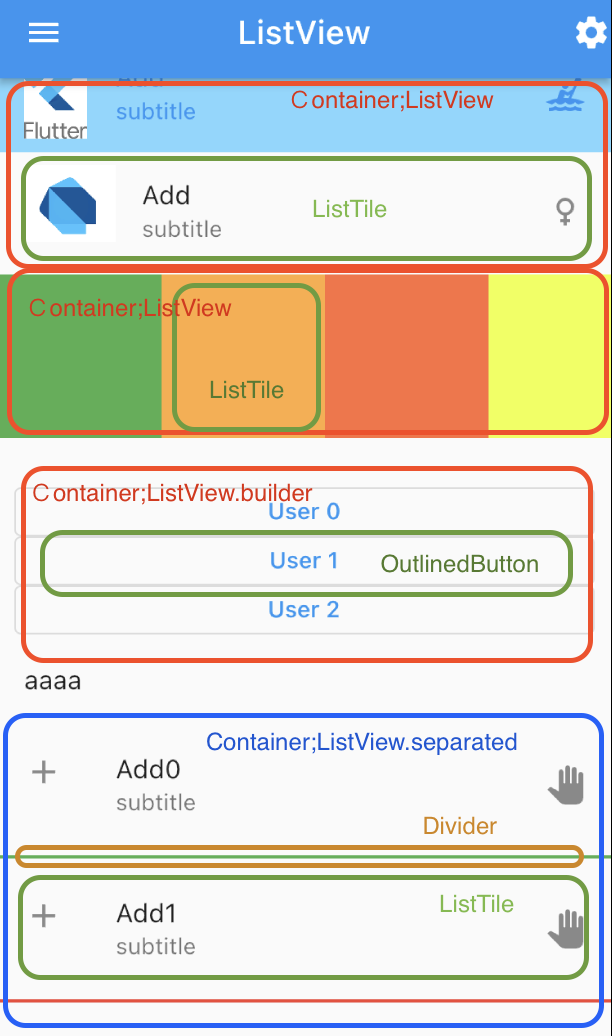 ListView
Add
subtitle
Container;ListView
Flutter
Add
subtitle
ListTile
Container;ListView
ListTile
Container;ListView.builder
User 0
User 1
OutlinedButton
User 2
aaaa
Container;ListView.separated
Add0
subtitle
Divider
Add1
ListTile
subtitle